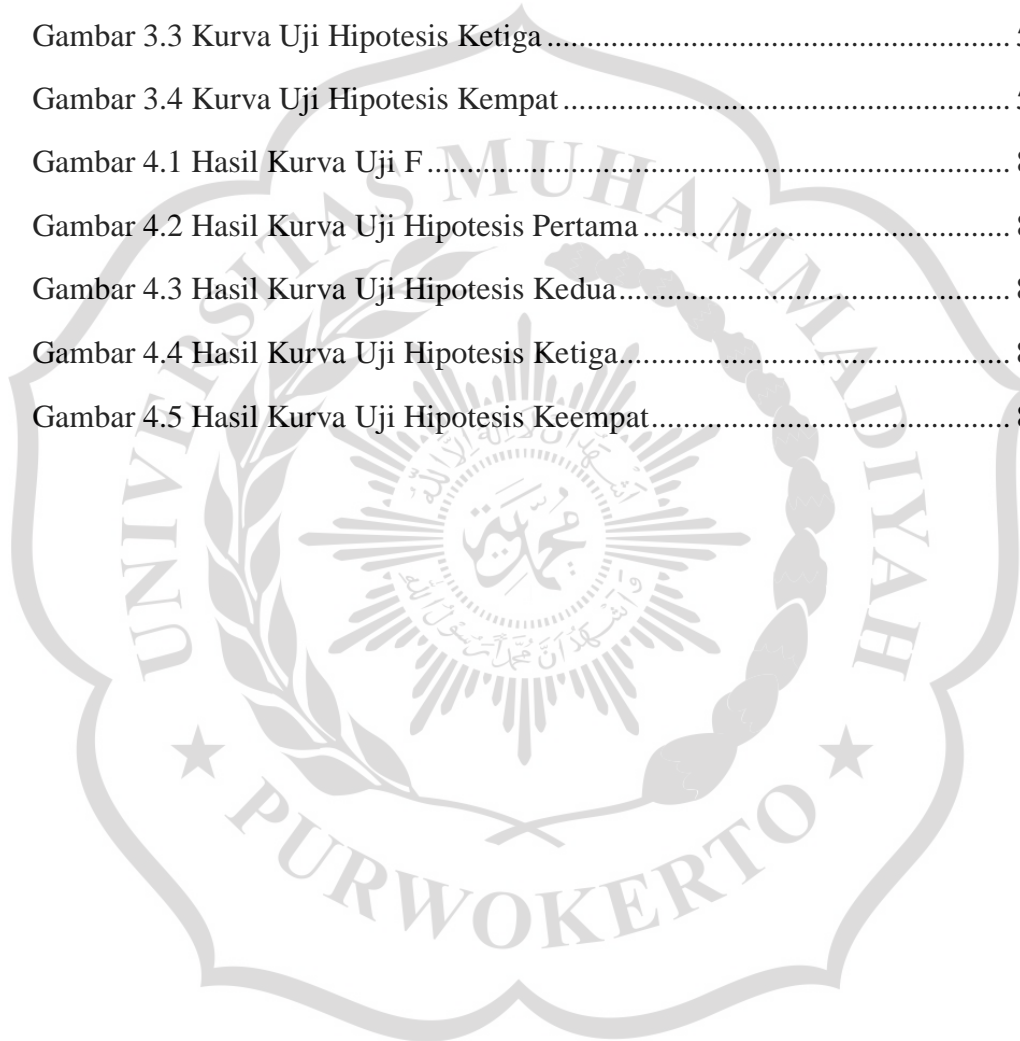 Gambar 3.3 Kurva Uji Hipotesis Ketiga
Gambar 3.4 Kurva Uji Hipotesis Kempat
Gambar 4.1 Hasil Kurva Uji F
Gambar 4.2 Hasil Kurva Uji Hipotesis Pertama
Gambar 4.3 Hasil Kurva Uji Hipotesis Kedua
Gambar 4.4 Hasil Kurva Uji Hipotesis Ketiga
Gambar 4.5 Hasil Kurva Uji Hipotesis Keempat
UNIVERSITAS MUHAMMADIYAH
PURWOKERTO
محمدية